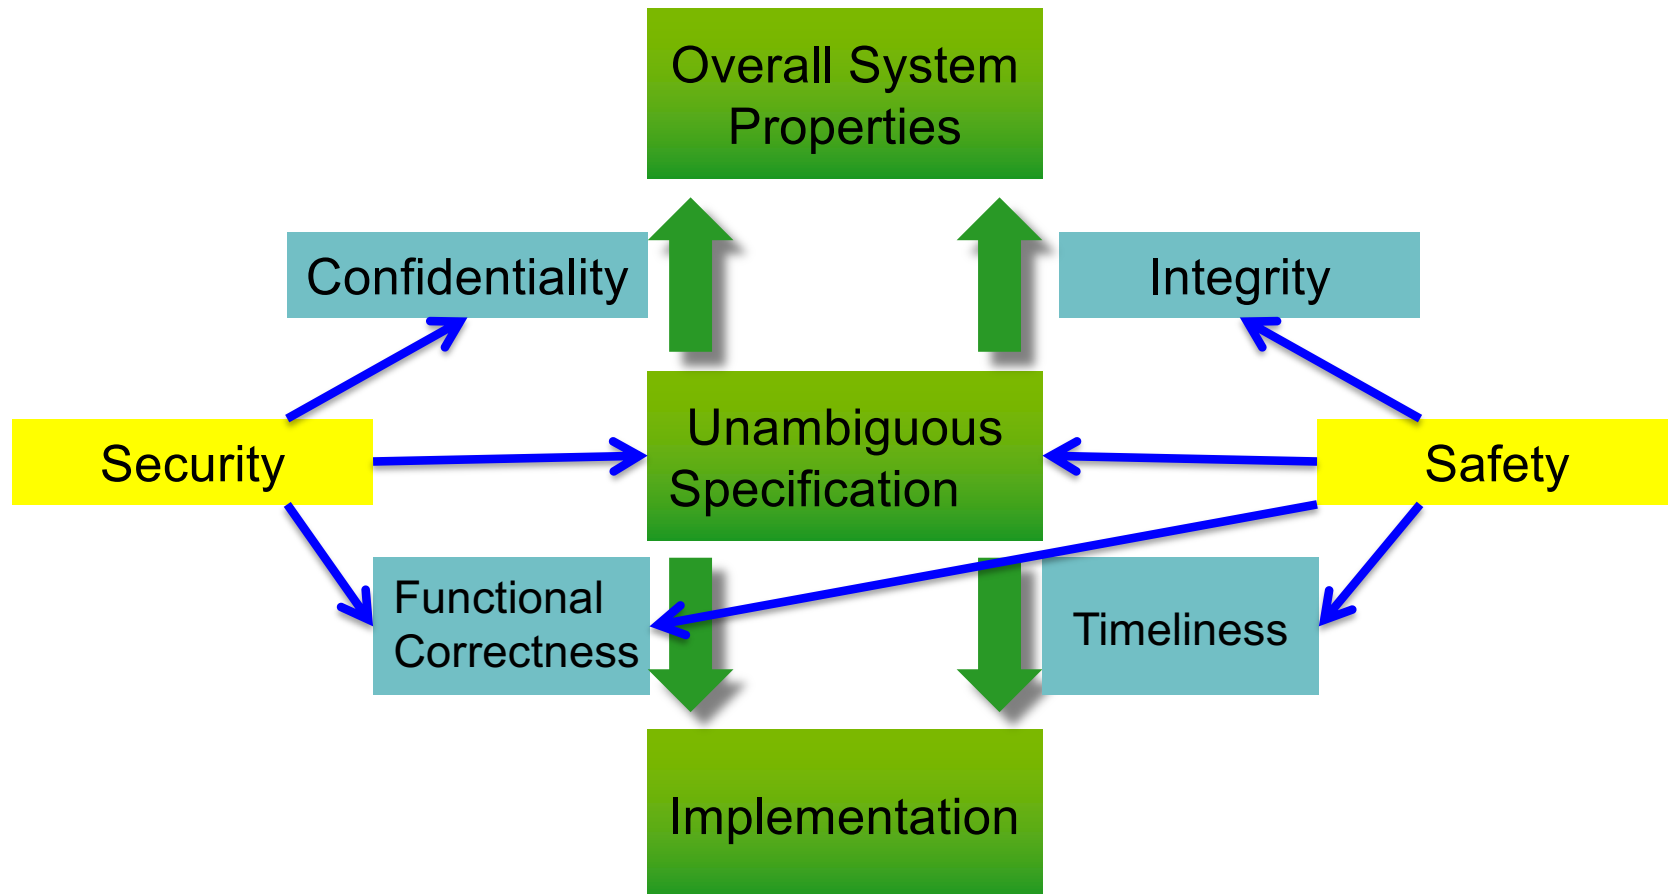 Overall System
Properties
Confidentiality
Integrity
Unambiguous
Specification
Security
Safety
Functional
Correctness
Timeliness
Implementation